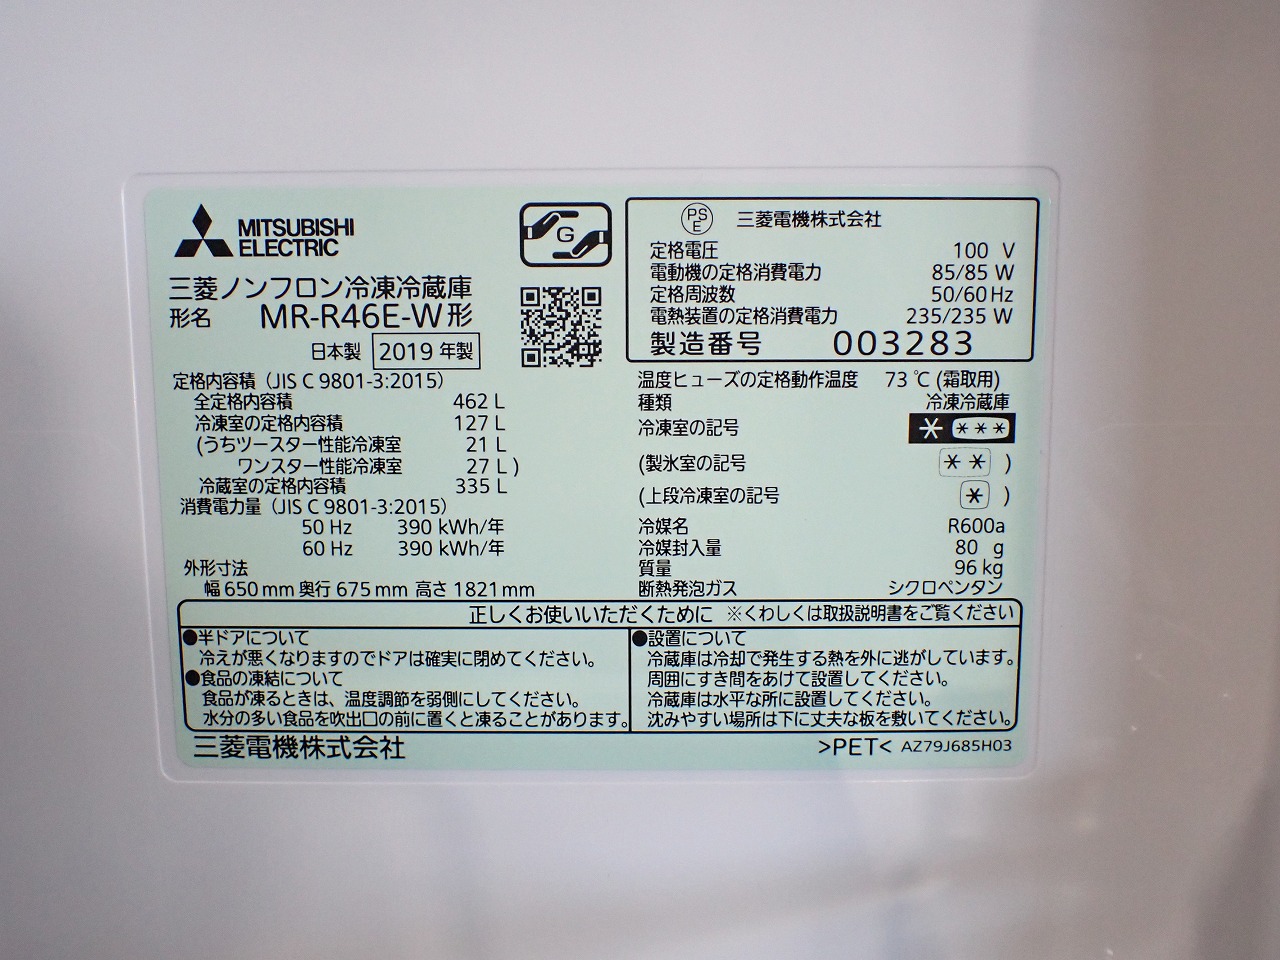 MITSUBISHI
ELECTRIC
G
三菱ノンフロン冷凍冷蔵庫
形名 MR-R46E-W形
日本製 2019 年製
定格内容積 (JIS C 9801-3:2015)
全定格内容積 462 L
冷凍室の定格内容積 127 L
(うちツースター性能冷凍室 21 L
ワンスター性能冷凍室 27 L )
冷蔵室の定格内容積 335 L
消費電力量 (JIS C 9801-3:2015)
50 Hz 390 kWh/年
60 Hz 390 kWh/年
外形寸法
幅 650 mm 奥行 675 mm 高さ 1821 mm
PS
E 三菱電機株式会社
定格電圧 100 V
電動機の定格消費電力 85/85 W
定格周波数 50/60 Hz
電熱装置の定格消費電力 235/235 W
製造番号 003283
温度ヒューズの定格動作温度 73 ℃ (霜取用)
種類 冷凍冷蔵庫
冷凍室の記号 * ***
(製氷室の記号 ** )
(上段冷凍室の記号 * )
冷媒名 R600a
冷媒封入量 80 g
質量 96 kg
断熱発泡ガス シクロペンタン
正しくお使いいただくために ※くわしくは取扱説明書をご覧ください
●半ドアについて
冷えが悪くなりますのでドアは確実に閉めてください。
●食品の凍結について
食品が凍るときは、温度調節を弱側にしてください。
水分の多い食品を吹出口の前に置くと凍ることがあります。
●設置について
冷蔵庫は冷却で発生する熱を外に逃がしています。
周囲にすき間をあけて設置してください。
冷蔵庫は水平な所に設置してください。
沈みやすい場所は下に丈夫な板を敷いてください。
三菱電機株式会社 >PET< AZ79J685H03